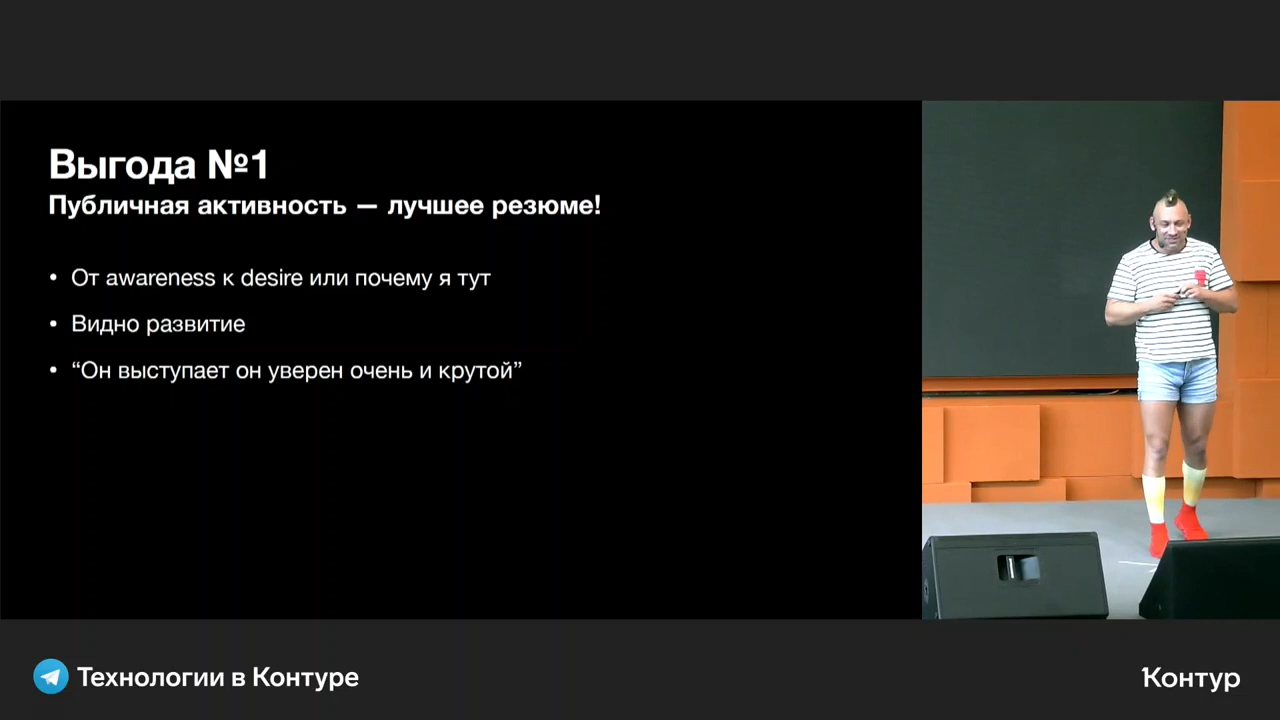 Выгода №1
Публичная активность — лучшее резюме!
• От awareness к desire или почему я тут
• Видно развитие
• “Он выступает он уверен очень и крутой”
Технологии в Контуре
Контур